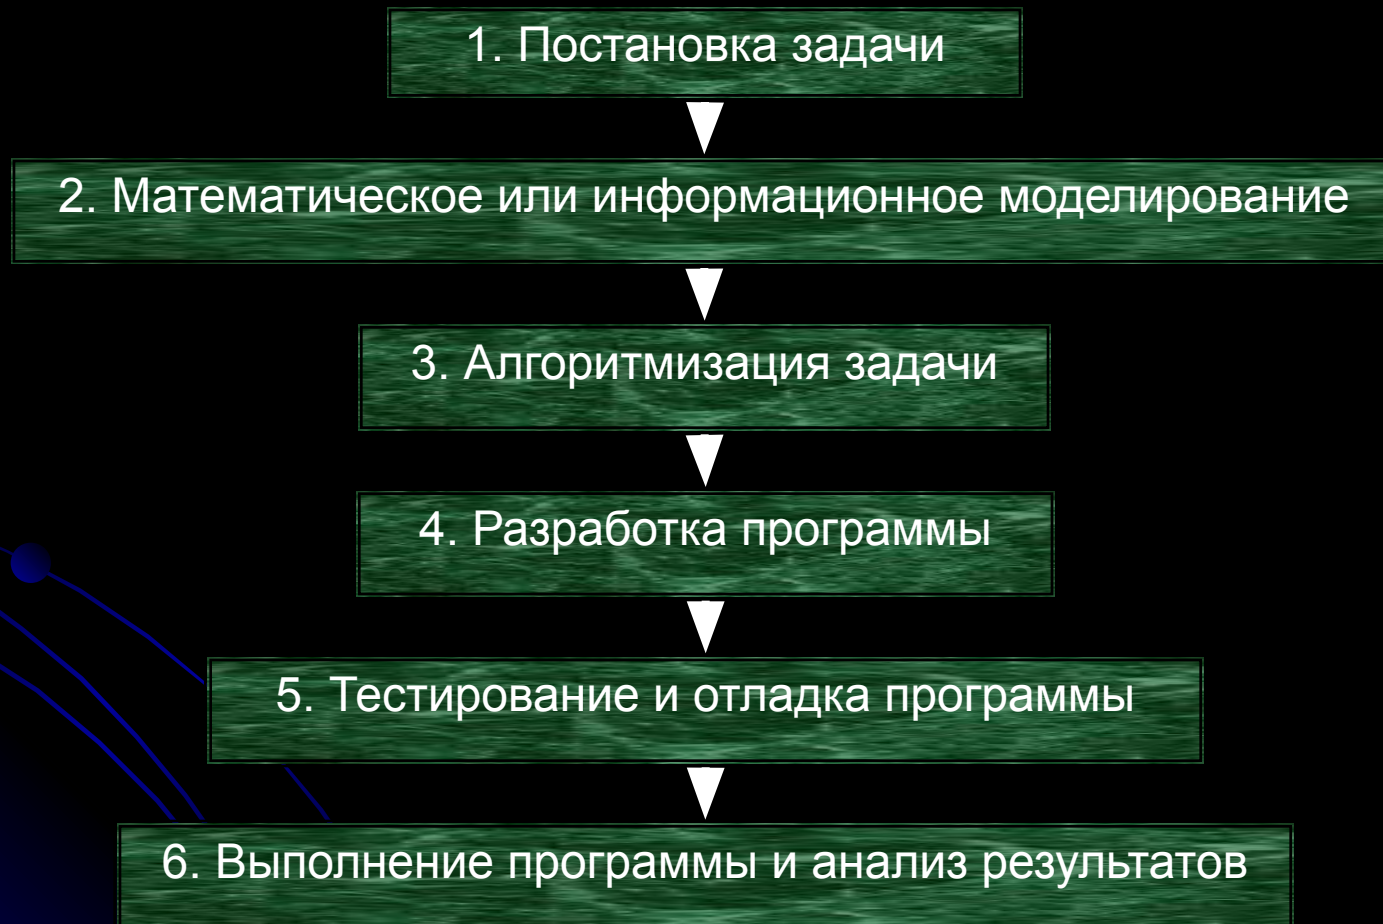 1. Постановка задачи
2. Математическое или информационное моделирование
3. Алгоритмизация задачи
4. Разработка программы
5. Тестирование и отладка программы
6. Выполнение программы и анализ результатов